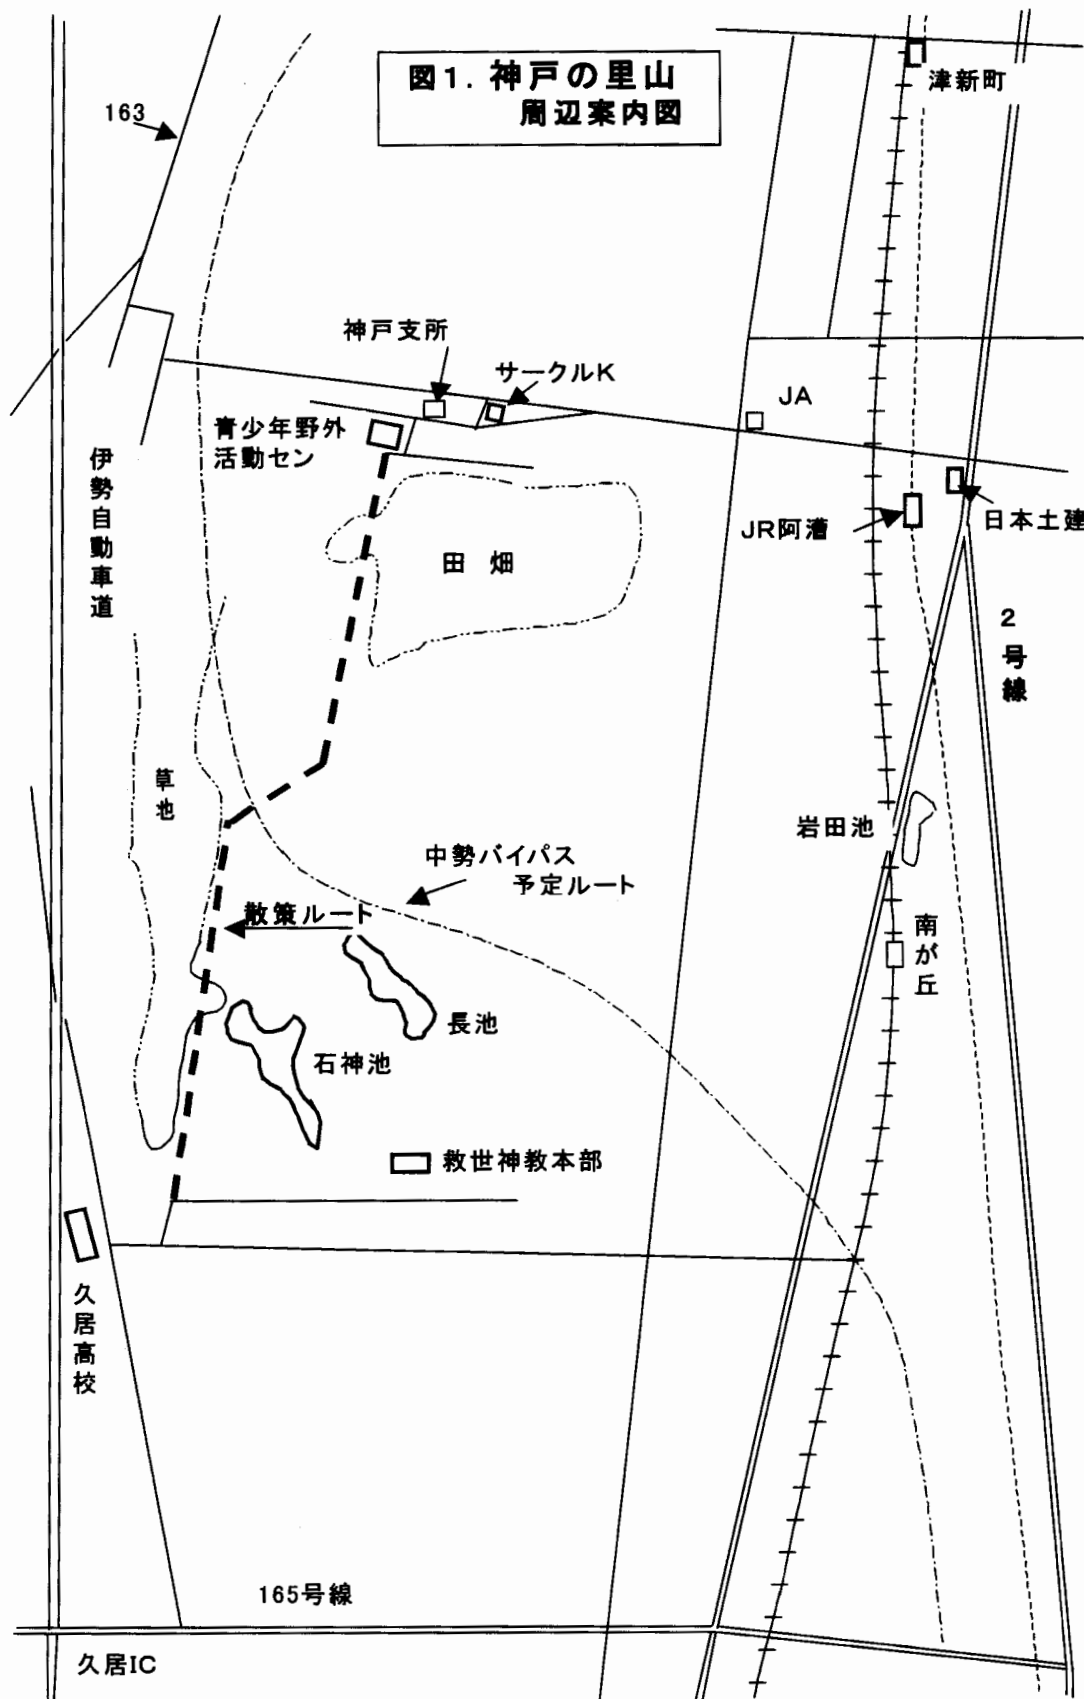 図1. 神戸の里山
周辺案内図
津新町
163
神戸支所
サークルK
JA
青少年野外
活動セン
伊勢自動車道
田 畑
JR阿漕
日本土建
2号線
草地
岩田池
中勢バイパス
予定ルート
散策ルート
南が丘
長池
石神池
救世神教本部
久居高校
165号線
久居IC